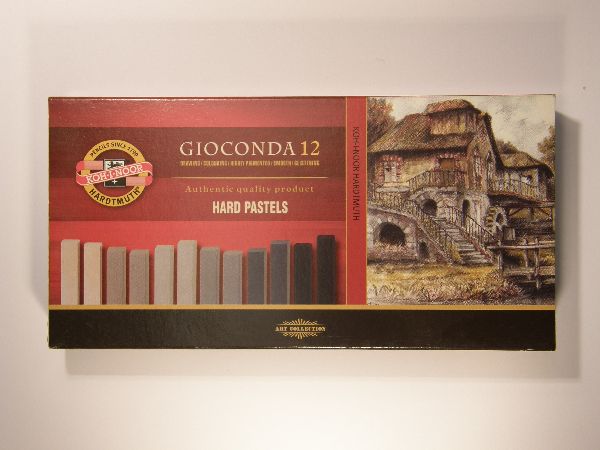 PENCILS SINCE 1790
KOH-I-NOOR
HARDTMUTH
GIOCONDA 12
Authentic quality product
HARD PASTELS
KOH-I-NOOR HARDTMUTH
ART COLLECTION